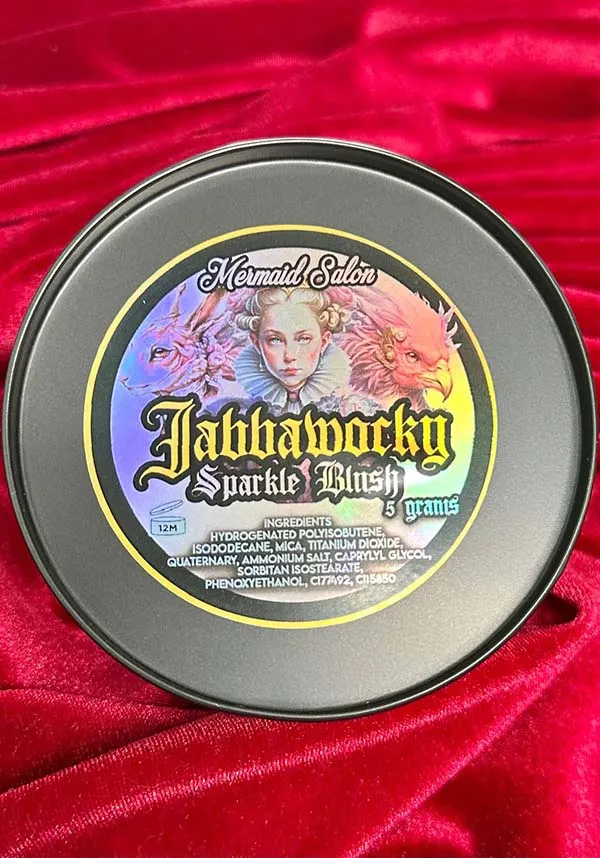 Mermaid Salon
Jabbawocky
Sparkle Blush
5 grams
12M
INGREDIENTS
HYDROGENATED POLYISOBUTENE,
ISODODECANE, MICA, TITANIUM DIOXIDE,
QUATERNARY, AMMONIUM SALT, CAPRYLYL GLYCOL,
SORBITAN ISOSTEARATE,
PHENOXYETHANOL, CI77492, CI15850